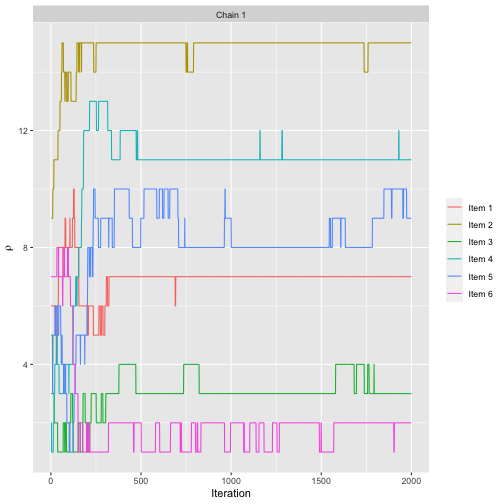 Chain 1
12
8
4
ρ
0
500
1000
1500
2000
Iteration
Item 1
Item 2
Item 3
Item 4
Item 5
Item 6